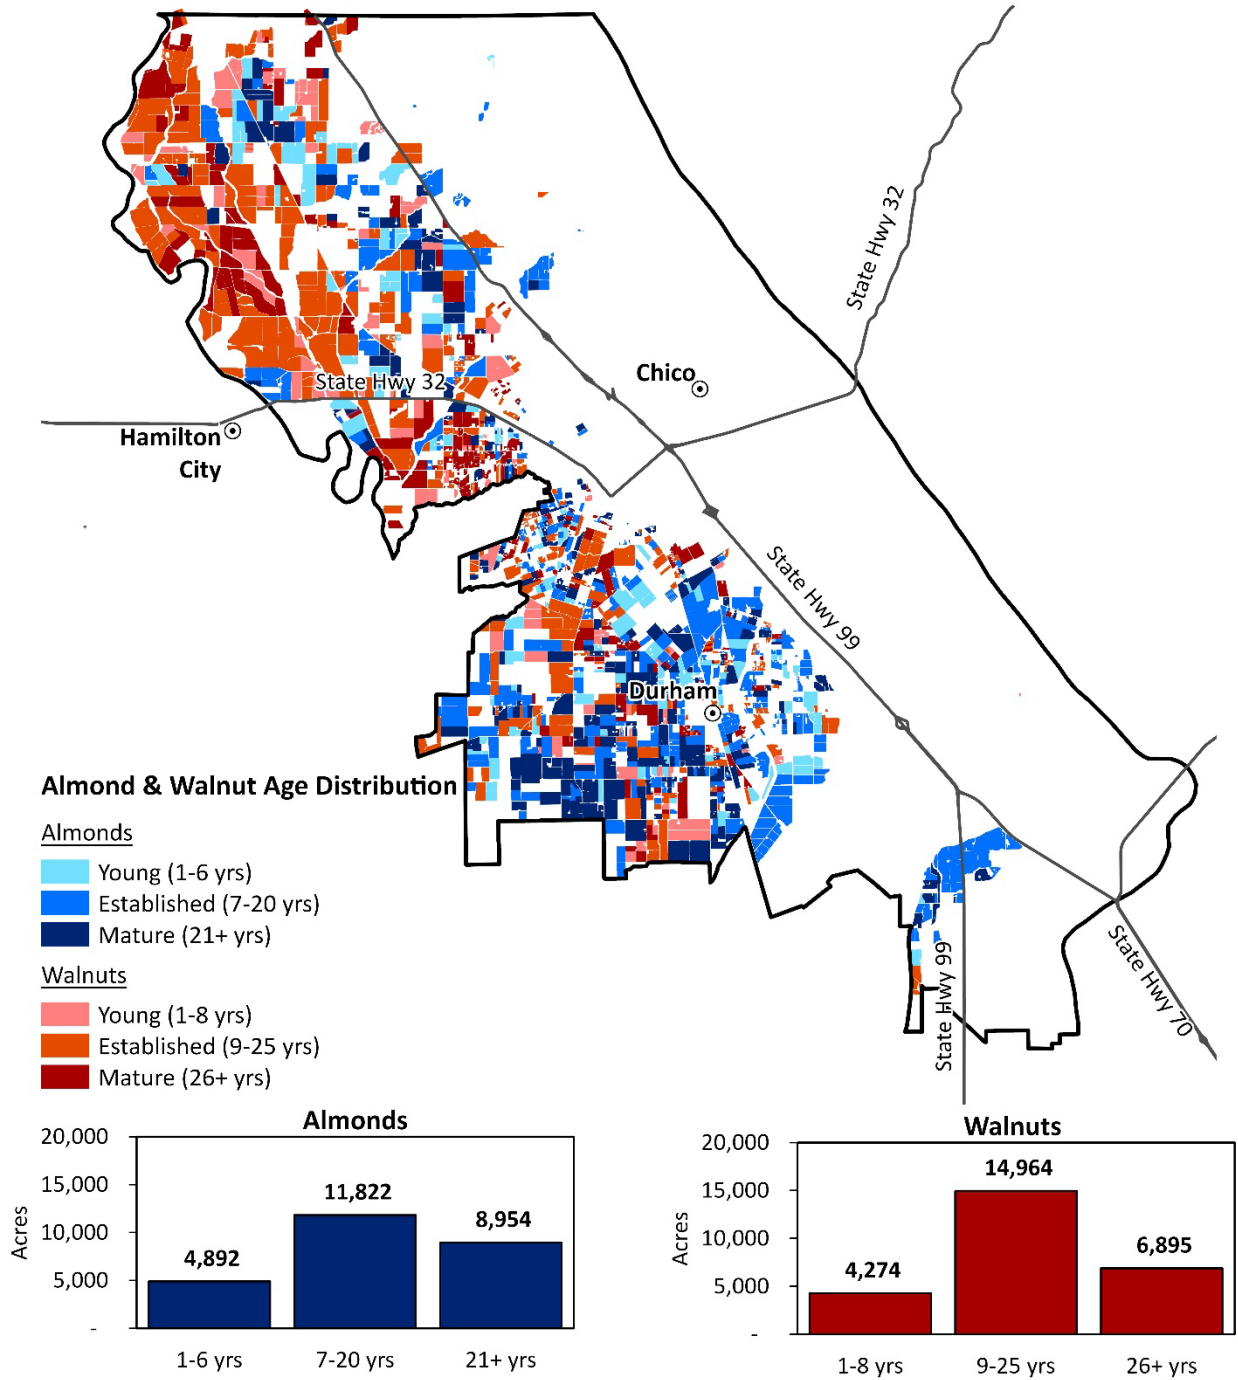 State Hwy 32
Chico
State Hwy 32
Hamilton
City
State Hwy 99
Durham
Almond & Walnut Age Distribution
Almonds
Young (1-6 yrs)
Established (7-20 yrs)
Mature (21+ yrs)
Walnuts
Young (1-8 yrs)
Established (9-25 yrs)
Mature (26+ yrs)
State Hwy 99
State Hwy 70
Almonds
20,000
15,000
10,000
5,000
-
Acres
4,892
11,822
8,954
1-6 yrs
7-20 yrs
21+ yrs
Walnuts
20,000
15,000
10,000
5,000
-
Acres
4,274
14,964
6,895
1-8 yrs
9-25 yrs
26+ yrs